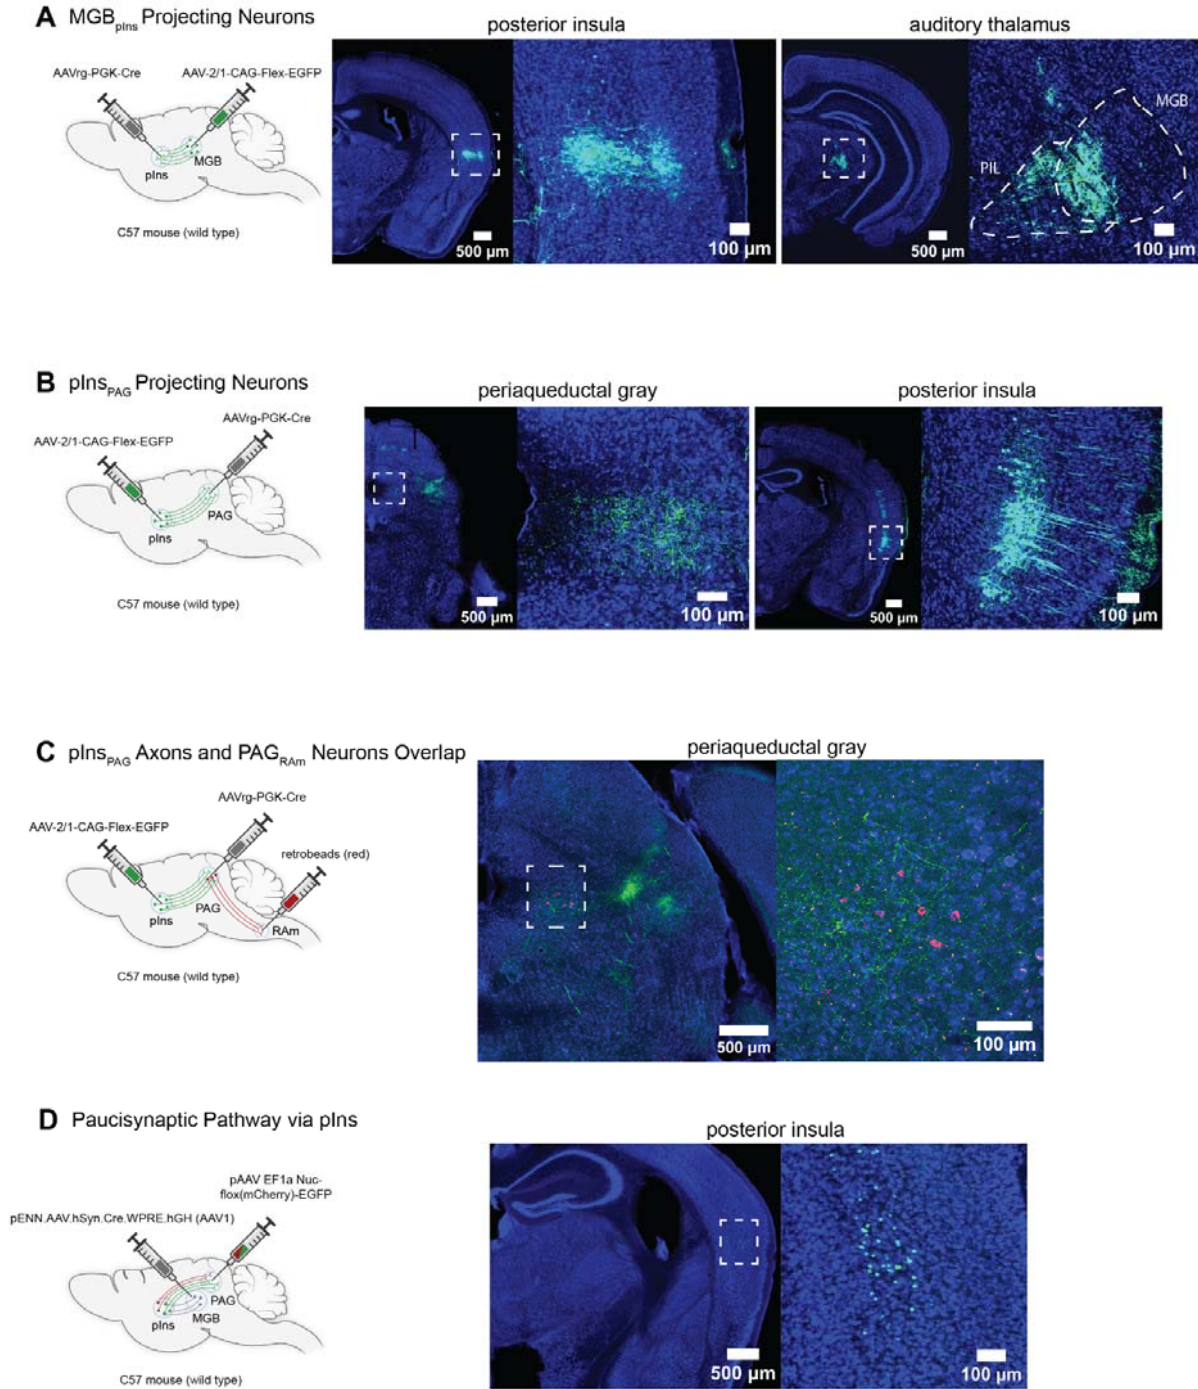 A MGBpIns Projecting Neurons
posterior insula
auditory thalamus
AAVrg-PGK-Cre
AAV-2/1-CAG-Flex-EGFP
pIns
MGB
C57 mouse (wild type)
500 µm
100 µm
PIL
MGB
500 µm
100 µm
B pInsPAG Projecting Neurons
periaqueductal gray
posterior insula
AAVrg-PGK-Cre
AAV-2/1-CAG-Flex-EGFP
pIns
PAG
C57 mouse (wild type)
500 µm
100 µm
500 µm
100 µm
C pInsPAG Axons and PAGRAm Neurons Overlap
periaqueductal gray
AAVrg-PGK-Cre
AAV-2/1-CAG-Flex-EGFP
retrobeads (red)
pIns
PAG
RAm
C57 mouse (wild type)
500 µm
100 µm
D Paucisynaptic Pathway via pIns
posterior insula
pAAV EF1a Nuc-
flox(mCherry)-EGFP
pENN.AAV.hSyn.Cre.WPRE.hGH (AAV1)
PAG
MGB
pIns
C57 mouse (wild type)
500 µm
100 µm